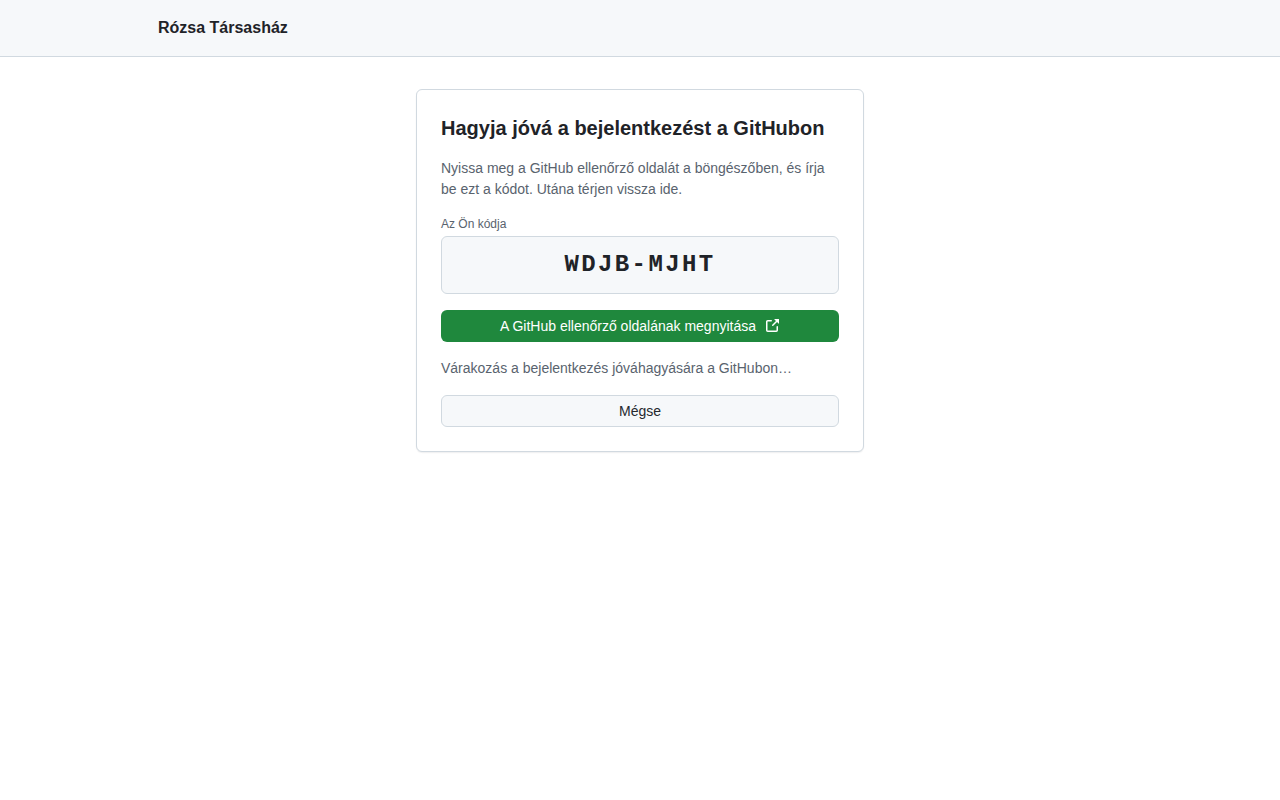 Rózsa Társasház
Hagyja jóvá a bejelentkezést a GitHubon
Nyissa meg a GitHub ellenőrző oldalát a böngészőben, és írja
be ezt a kódot. Utána térjen vissza ide.
Az Ön kódja
WDJB-MJHT
A GitHub ellenőrző oldalának megnyitása
Várakozás a bejelentkezés jóváhagyására a GitHubon…
Mégse